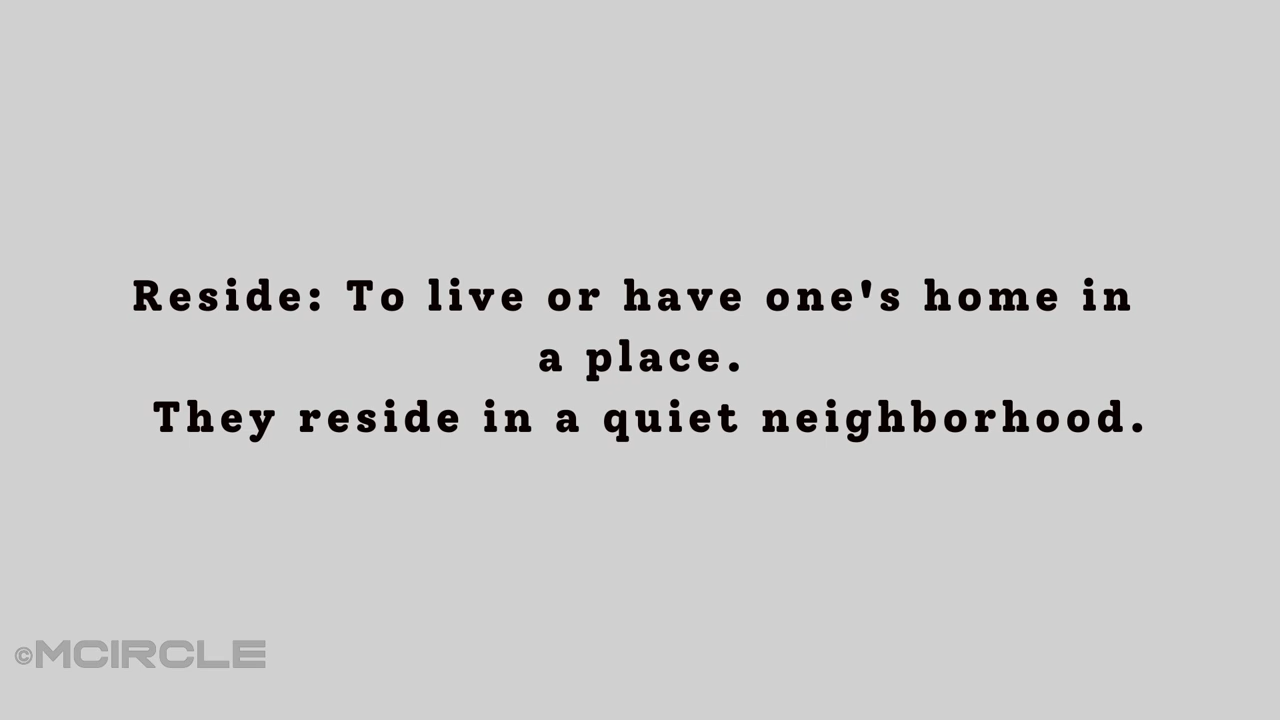 Reside: To live or have one's home in
a place.
They reside in a quiet neighborhood.
©MCIRCLE